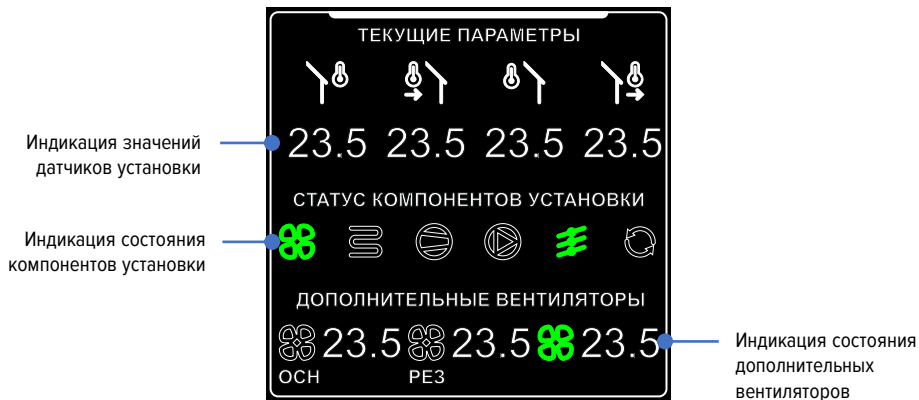 ТЕКУЩИЕ ПАРАМЕТРЫ
Индикация значений
датчиков установки
23.5 23.5 23.5 23.5
СТАТУС КОМПОНЕНТОВ УСТАНОВКИ
Индикация состояния
компонентов установки
ДОПОЛНИТЕЛЬНЫЕ ВЕНТИЛЯТОРЫ
23.5 23.5 23.5
ОСН РЕЗ
Индикация состояния
дополнительных
вентиляторов